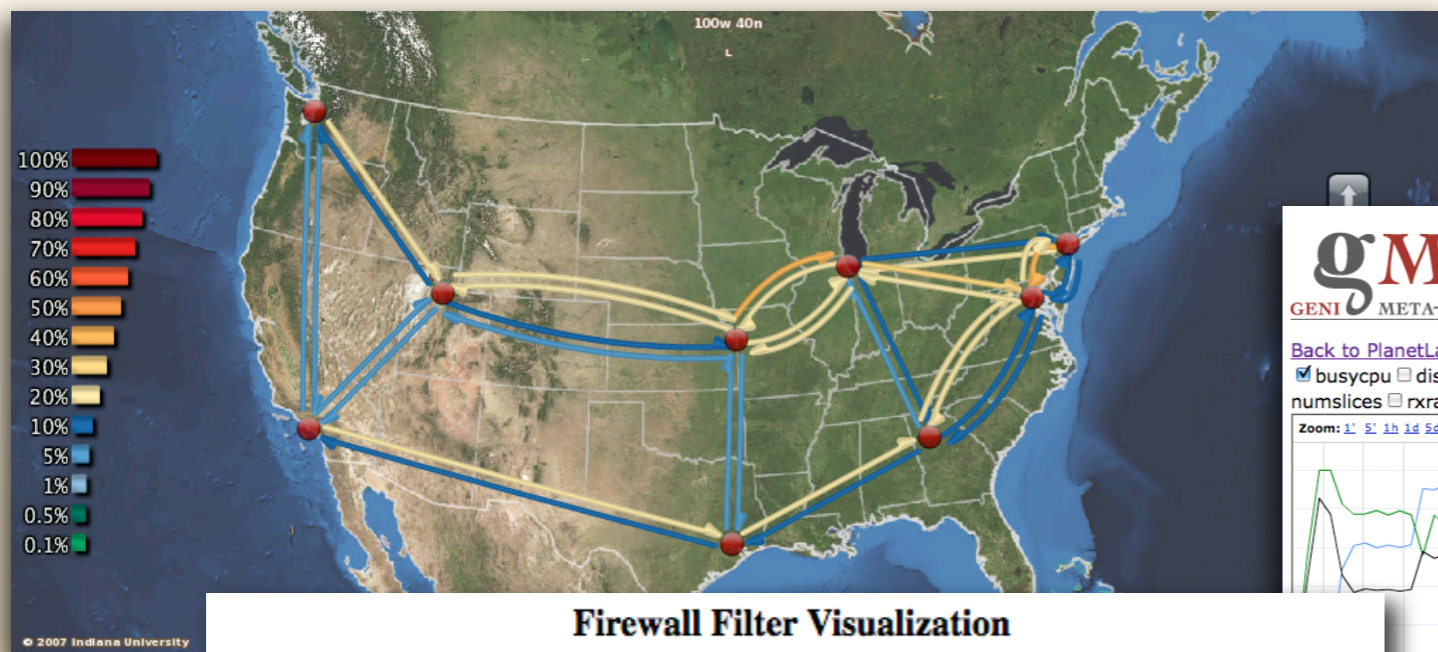 100w 40n
L
100%
90%
80%
70%
60%
50%
40%
30%
20%
10%
5%
1%
0.5%
0.1%
© 2007 Indiana University
gM
GENI META-
Back to PlanetLa
busycpu dis
numslices rxra
Zoom: 1' 5' 1h 1d 5d
Firewall Filter Visualization